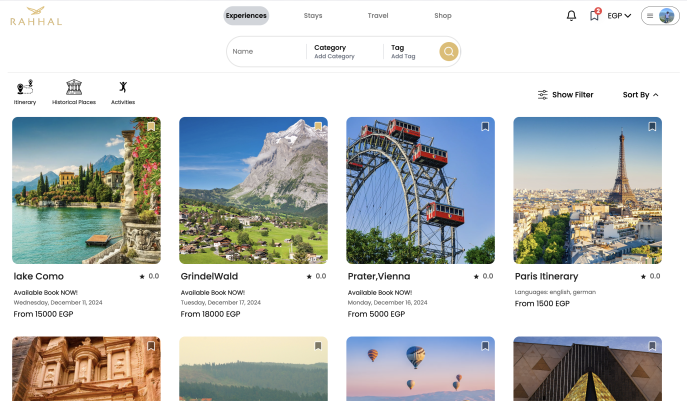 RAHHAL
Experiences
Stays
Travel
Shop
2
EGP
Name
Category
Add Category
Tag
Add Tag
Itinerary
Historical Places
Activities
Show Filter
Sort By
lake Como
0.0
Available Book NOW!
Wednesday, December 11, 2024
From 15000 EGP
GrindelWald
0.0
Available Book NOW!
Tuesday, December 17, 2024
From 18000 EGP
Prater,Vienna
0.0
Available Book NOW!
Monday, December 16, 2024
From 5000 EGP
Paris Itinerary
0.0
Languages: english, german
From 1500 EGP